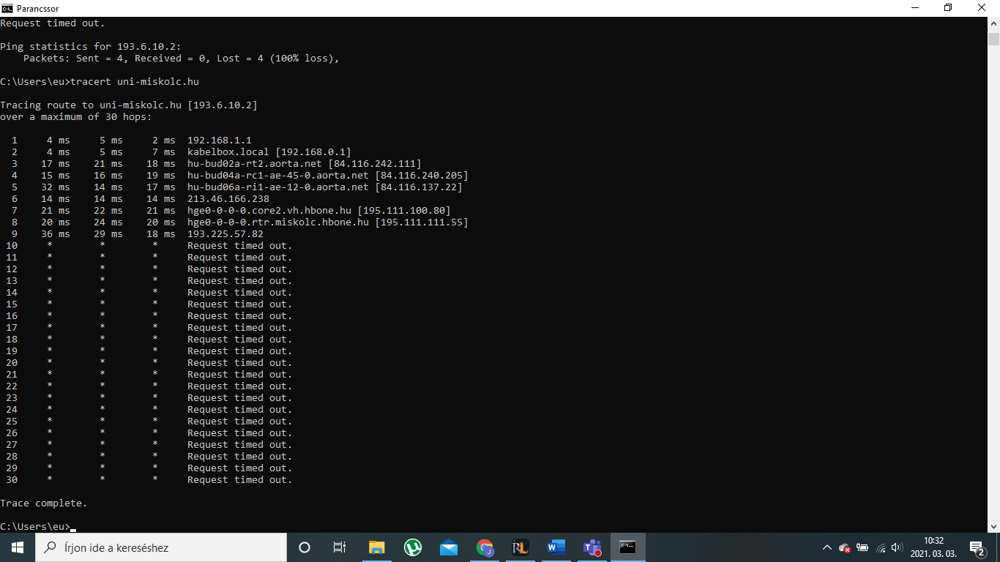 Parancssor
Request timed out.
Ping statistics for 193.6.10.2:
    Packets: Sent = 4, Received = 0, Lost = 4 (100% loss),
C:\Users\eu>tracert uni-miskolc.hu
Tracing route to uni-miskolc.hu [193.6.10.2]
over a maximum of 30 hops:
  1     4 ms     5 ms     2 ms  192.168.1.1
  2     4 ms     5 ms     7 ms  kabelbox.local [192.168.0.1]
  3    17 ms    21 ms    18 ms  hu-bud02a-rt2.aorta.net [84.116.242.111]
  4    15 ms    16 ms    19 ms  hu-bud04a-rc1-ae-45-0.aorta.net [84.116.240.205]
  5    32 ms    14 ms    17 ms  hu-bud06a-ri1-ae-12-0.aorta.net [84.116.137.22]
  6    14 ms    14 ms    14 ms  213.46.166.238
  7    21 ms    22 ms    21 ms  hge0-0-0-0.core2.vh.hbone.hu [195.111.100.80]
  8    20 ms    24 ms    20 ms  hge0-0-0-0.rtr.miskolc.hbone.hu [195.111.111.55]
  9    36 ms    29 ms    18 ms  193.225.57.82
 10     *        *        *     Request timed out.
 11     *        *        *     Request timed out.
 12     *        *        *     Request timed out.
 13     *        *        *     Request timed out.
 14     *        *        *     Request timed out.
 15     *        *        *     Request timed out.
 16     *        *        *     Request timed out.
 17     *        *        *     Request timed out.
 18     *        *        *     Request timed out.
 19     *        *        *     Request timed out.
 20     *        *        *     Request timed out.
 21     *        *        *     Request timed out.
 22     *        *        *     Request timed out.
 23     *        *        *     Request timed out.
 24     *        *        *     Request timed out.
 25     *        *        *     Request timed out.
 26     *        *        *     Request timed out.
 27     *        *        *     Request timed out.
 28     *        *        *     Request timed out.
 29     *        *        *     Request timed out.
 30     *        *        *     Request timed out.
Trace complete.
C:\Users\eu>
Írjon ide a kereséshez
10:32
2021. 03. 03.
2